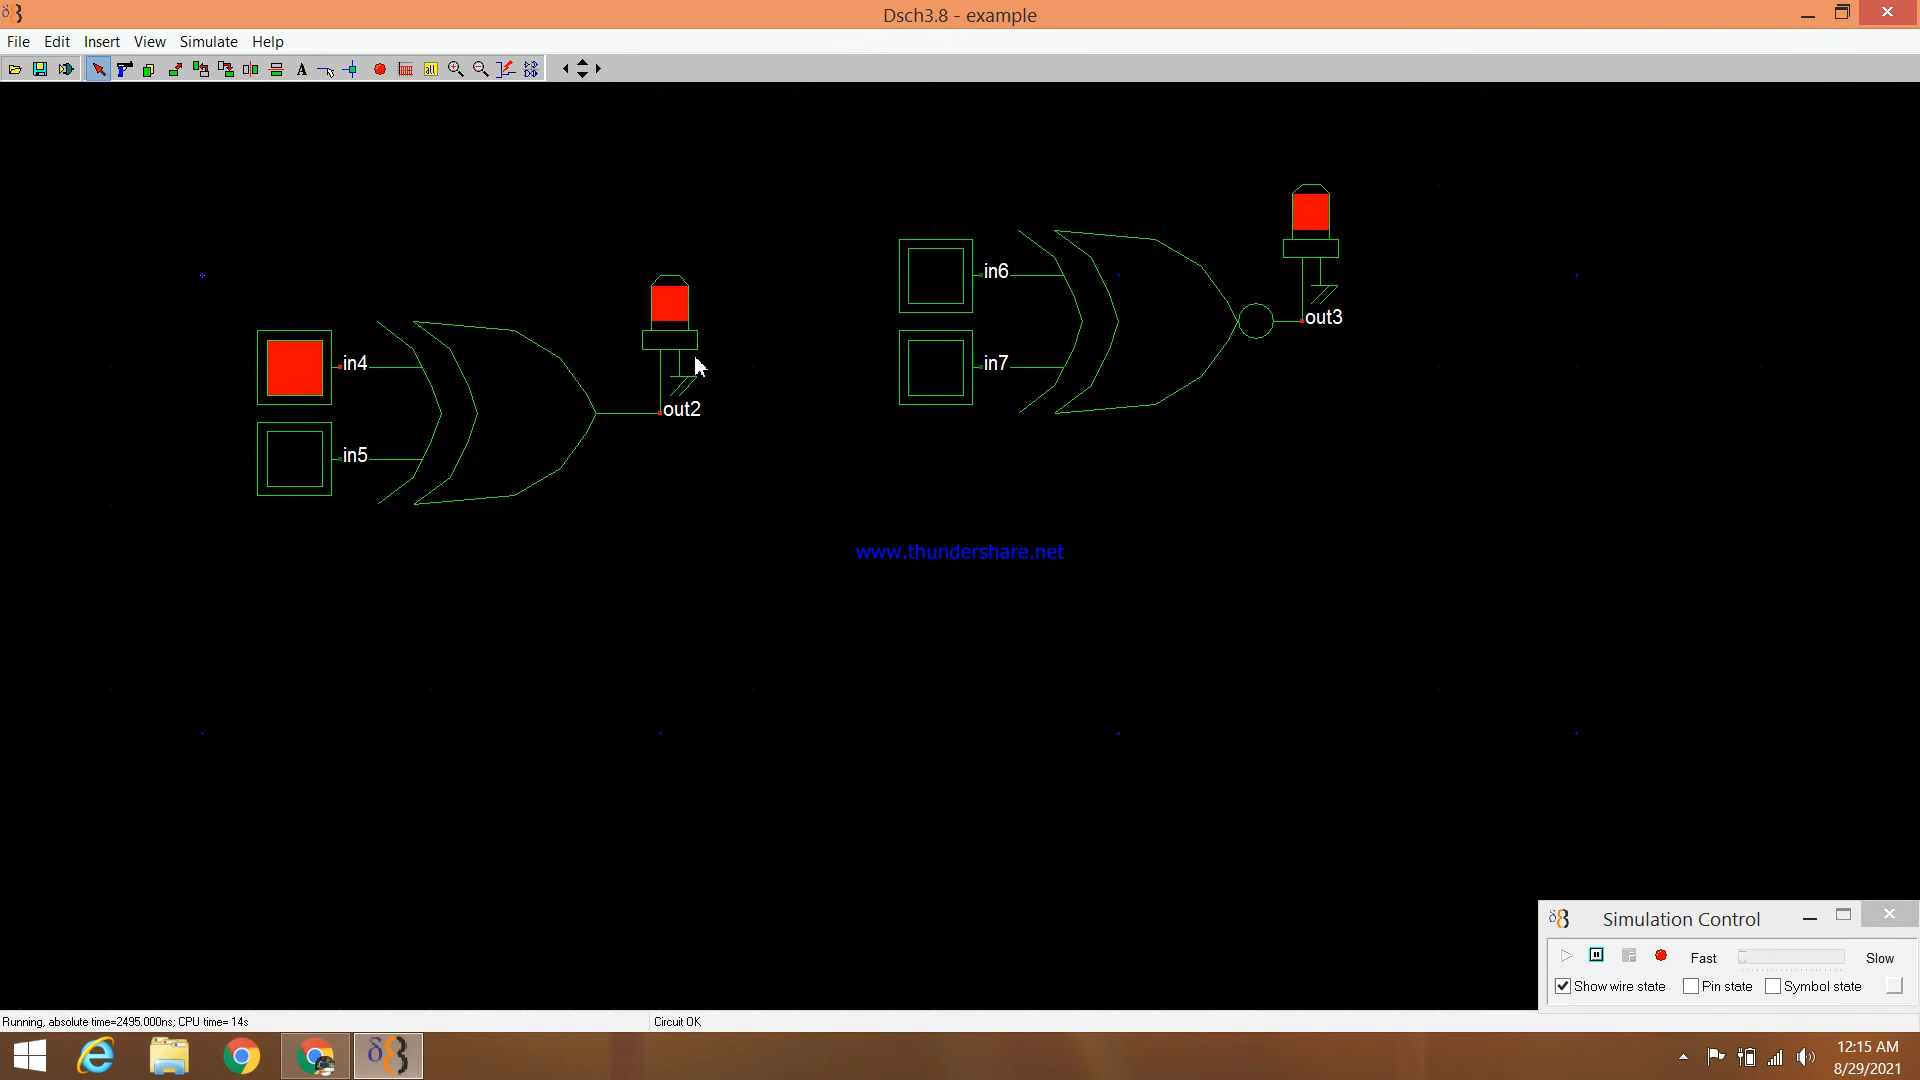 Dsch3.8 - example
File Edit Insert View Simulate Help
A all
in6
out3
in4
in7
out2
in5
www.thundershare.net
Simulation Control
Fast Slow
Show wire state Pin state Symbol state
Running, absolute time=2495.000ns; CPU time= 14s Circuit OK
12:15 AM
8/29/2021